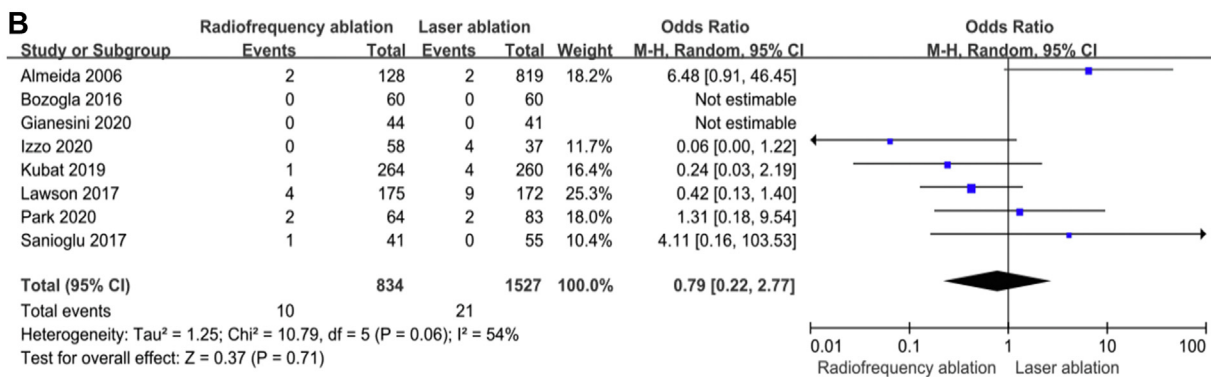 B
Radiofrequency ablation Laser ablation Odds Ratio Odds Ratio
Study or Subgroup Events Total Events Total Weight M-H, Random, 95% CI M-H, Random, 95% CI
Almeida 2006 2 128 2 819 18.2% 6.48 [0.91, 46.45]
Bozogla 2016 0 60 0 60 Not estimable
Gianesini 2020 0 44 0 41 Not estimable
Izzo 2020 0 58 4 37 11.7% 0.06 [0.00, 1.22]
Kubat 2019 1 264 4 260 16.4% 0.24 [0.03, 2.19]
Lawson 2017 4 175 9 172 25.3% 0.42 [0.13, 1.40]
Park 2020 2 64 2 83 18.0% 1.31 [0.18, 9.54]
Sanioglu 2017 1 41 0 55 10.4% 4.11 [0.16, 103.53]
Total (95% CI) 834 1527 100.0% 0.79 [0.22, 2.77]
Total events 10 21
Heterogeneity: Tau² = 1.25; Chi² = 10.79, df = 5 (P = 0.06); I² = 54%
Test for overall effect: Z = 0.37 (P = 0.71)
0.01 0.1 1 10 100
Radiofrequency ablation Laser ablation